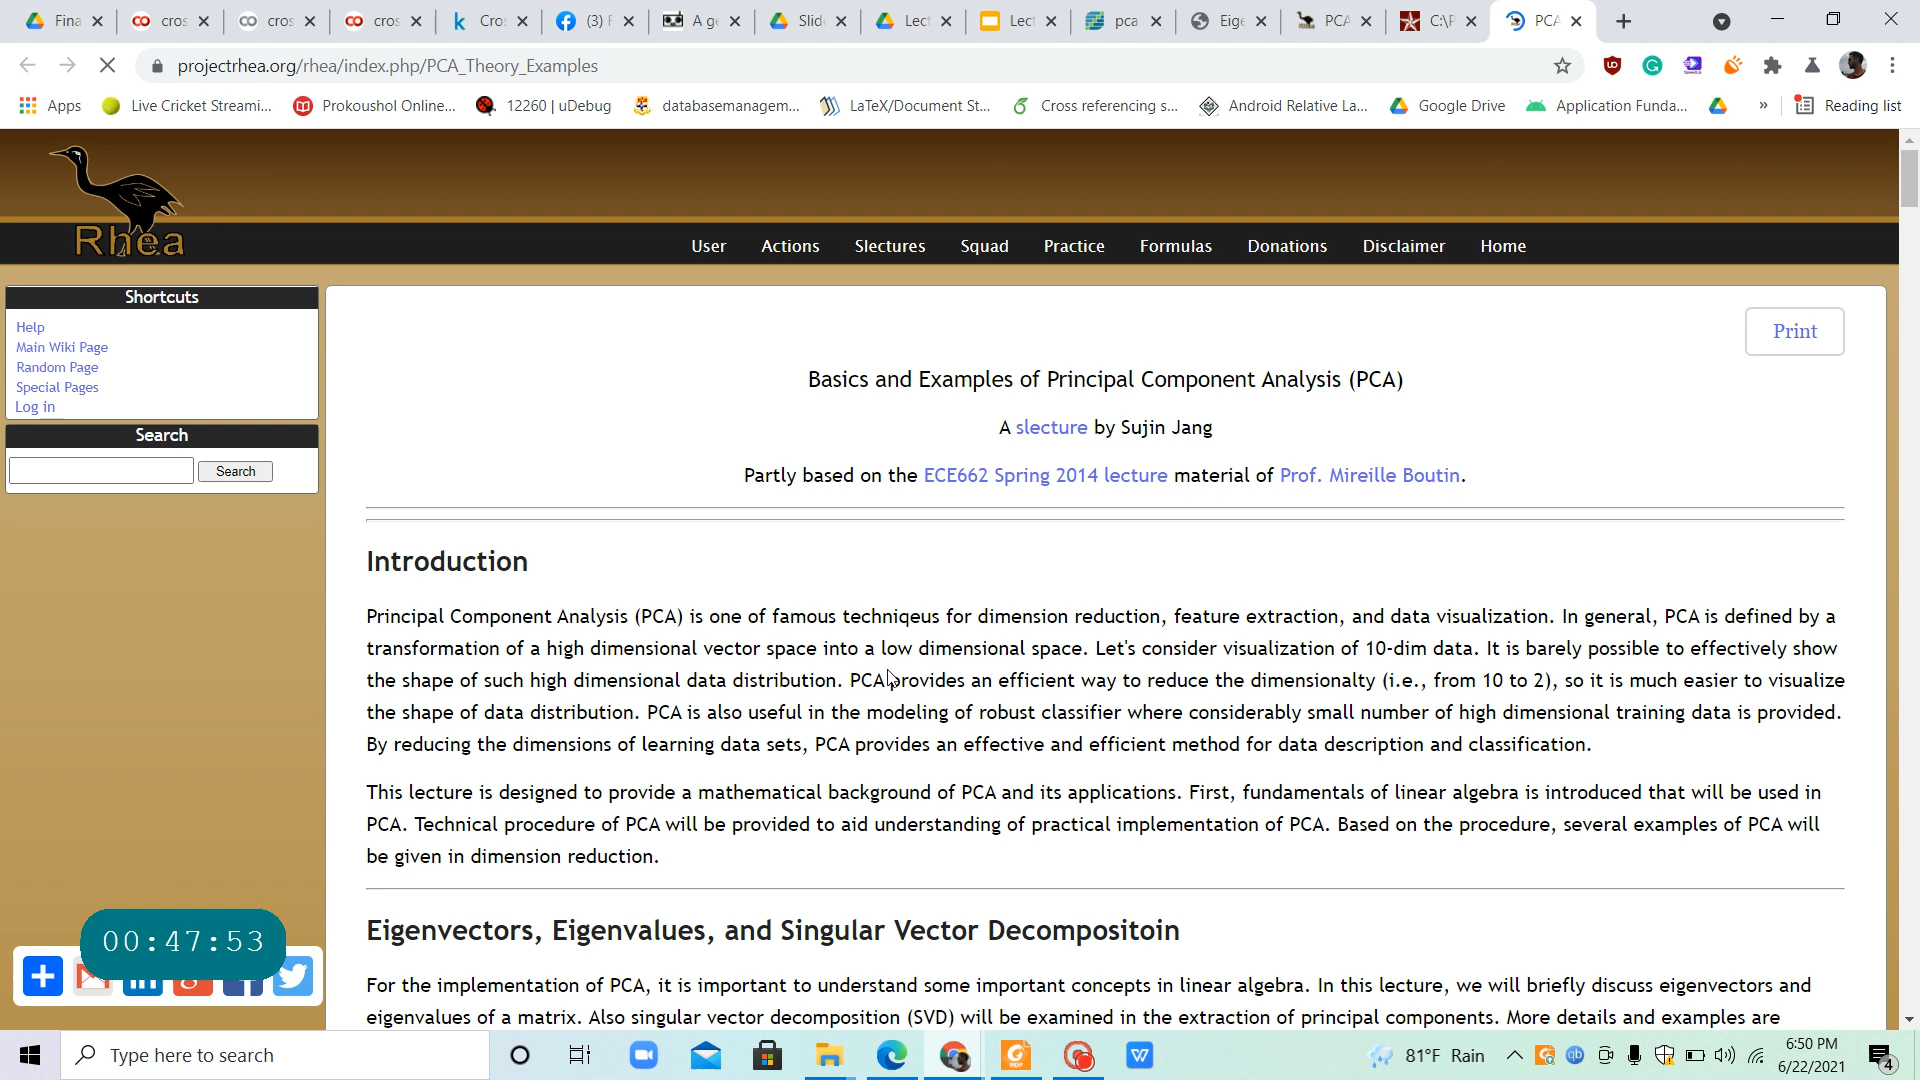 Fina
cros
cros
cros
Cros
(3) F
A ge
Slide
Lect
Lect
pca
Eige
PCA
C:\P
PCA
projectrhea.org/rhea/index.php/PCA_Theory_Examples
Apps
Live Cricket Streami...
Prokoushol Online...
12260 | uDebug
databasemanagem...
LaTeX/Document St...
Cross referencing s...
Android Relative La...
Google Drive
Application Funda...
»
Reading list
Rhea
User Actions Slectures Squad Practice Formulas Donations Disclaimer Home
Shortcuts
Help
Main Wiki Page
Random Page
Special Pages
Log in
Search
Search
Print
Basics and Examples of Principal Component Analysis (PCA)
A slecture by Sujin Jang
Partly based on the ECE662 Spring 2014 lecture material of Prof. Mireille Boutin.
Introduction
Principal Component Analysis (PCA) is one of famous techniqeus for dimension reduction, feature extraction, and data visualization. In general, PCA is defined by a
transformation of a high dimensional vector space into a low dimensional space. Let's consider visualization of 10-dim data. It is barely possible to effectively show
the shape of such high dimensional data distribution. PCA provides an efficient way to reduce the dimensionalty (i.e., from 10 to 2), so it is much easier to visualize
the shape of data distribution. PCA is also useful in the modeling of robust classifier where considerably small number of high dimensional training data is provided.
By reducing the dimensions of learning data sets, PCA provides an effective and efficient method for data description and classification.
This lecture is designed to provide a mathematical background of PCA and its applications. First, fundamentals of linear algebra is introduced that will be used in
PCA. Technical procedure of PCA will be provided to aid understanding of practical implementation of PCA. Based on the procedure, several examples of PCA will
be given in dimension reduction.
Eigenvectors, Eigenvalues, and Singular Vector Decompositoin
For the implementation of PCA, it is important to understand some important concepts in linear algebra. In this lecture, we will briefly discuss eigenvectors and
eigenvalues of a matrix. Also singular vector decomposition (SVD) will be examined in the extraction of principal components. More details and examples are
00:47:53
Type here to search
81°F Rain
6:50 PM
6/22/2021
4